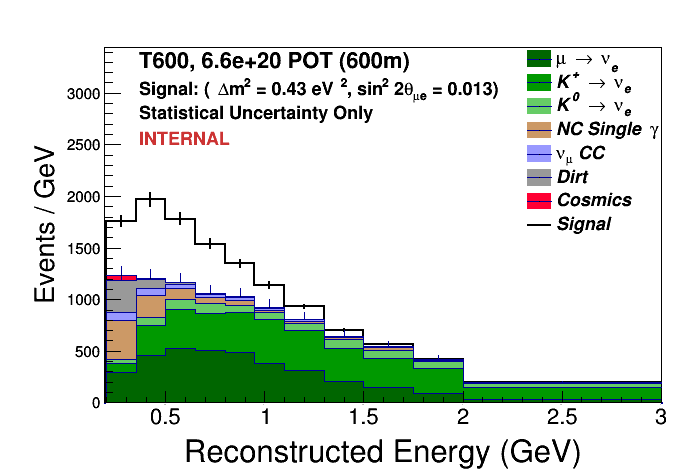 T600, 6.6e+20 POT (600m)
Signal: ( Δm² = 0.43 eV ², sin² 2θμe = 0.013)
Statistical Uncertainty Only
INTERNAL
μ → νe
K⁺ → νe
K⁰ → νe
NC Single γ
νμ CC
Dirt
Cosmics
Signal
Events / GeV
3000
2500
2000
1500
1000
500
0
0.5
1
1.5
2
2.5
3
Reconstructed Energy (GeV)